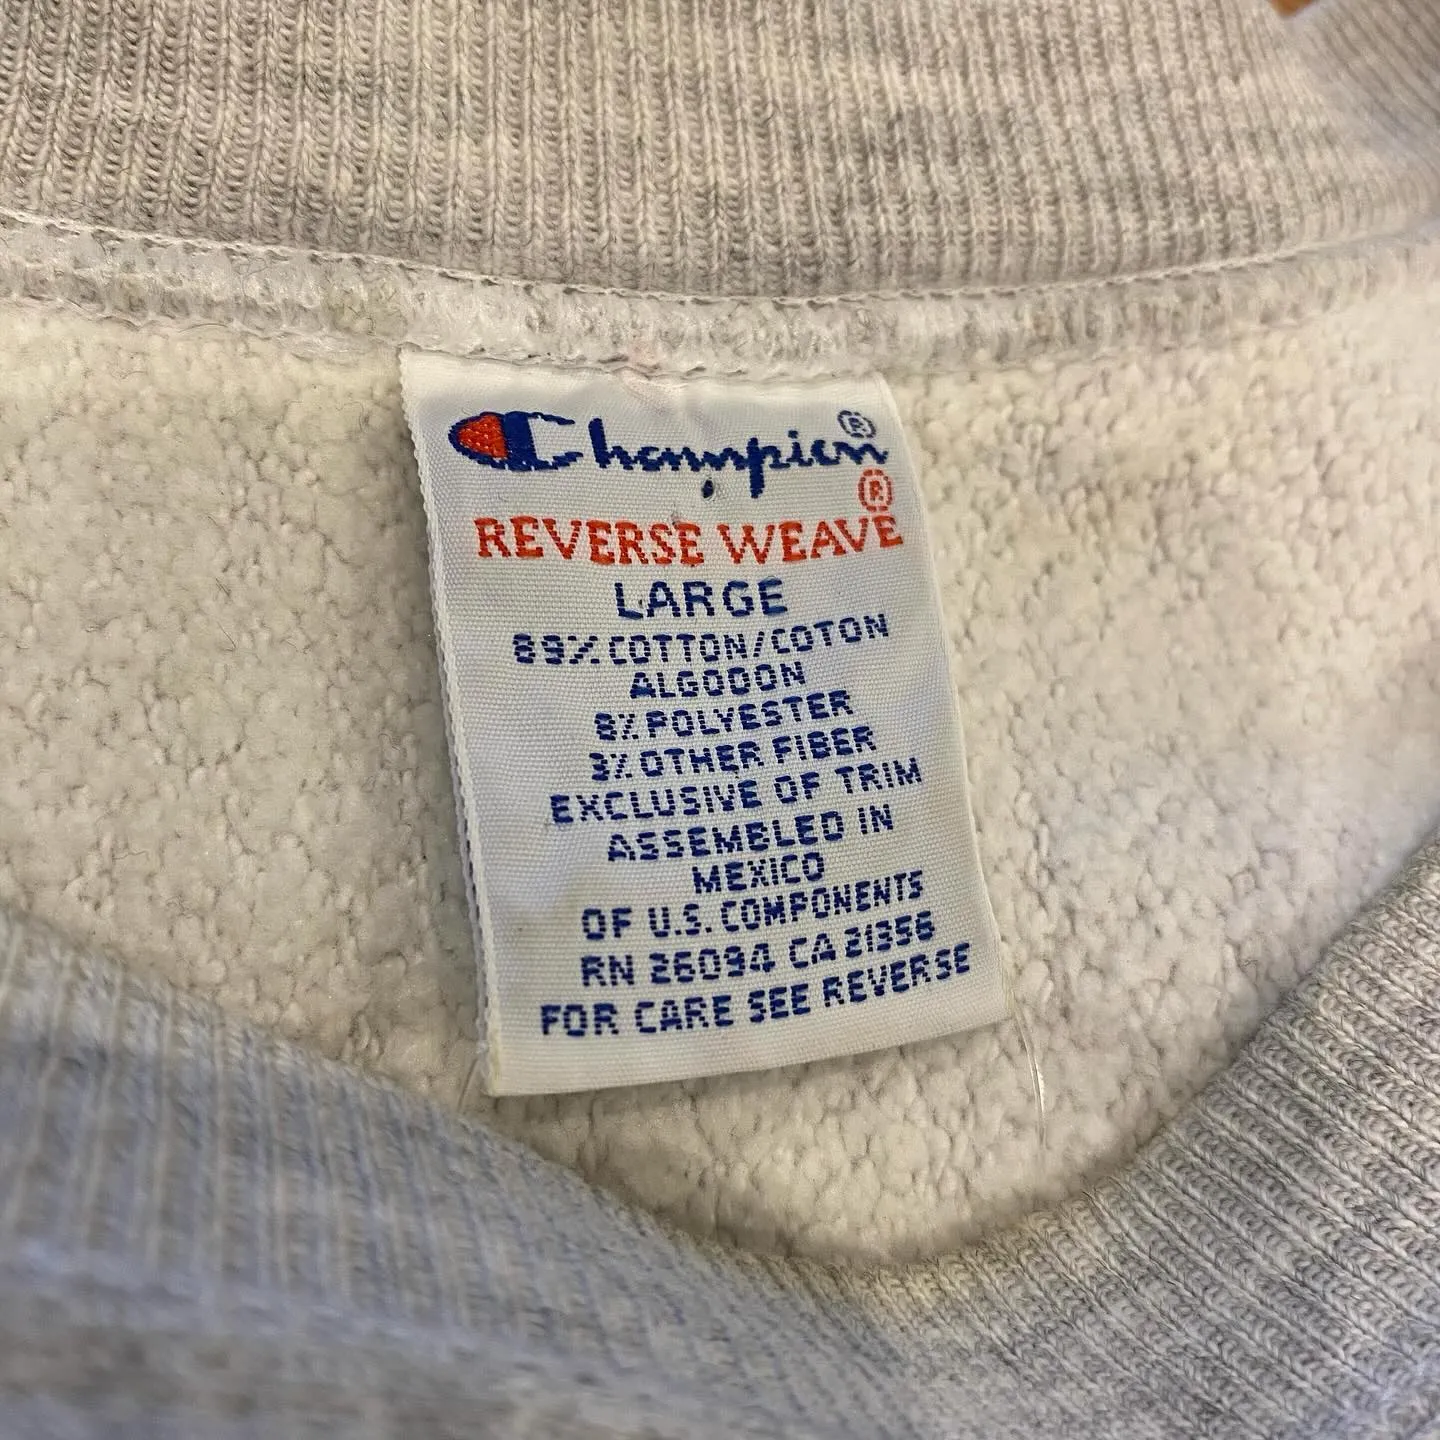 Champion®
REVERSE WEAVE®
LARGE
89% COTTON/COTON
ALGODON
8% POLYESTER
3% OTHER FIBER
EXCLUSIVE OF TRIM
ASSEMBLED IN
MEXICO
OF U.S. COMPONENTS
RN 26094 CA 21356
FOR CARE SEE REVERSE